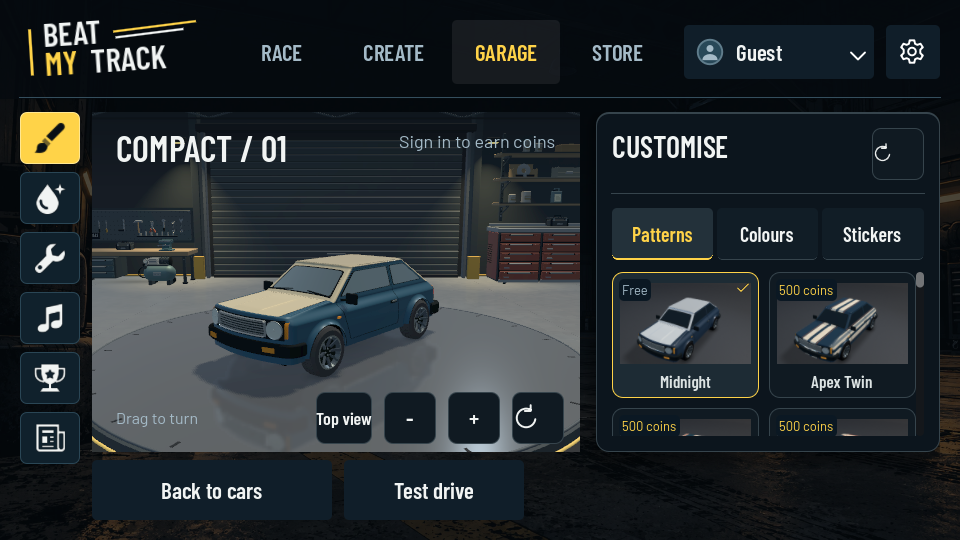 BEAT
MY TRACK
RACE
CREATE
GARAGE
STORE
Guest
COMPACT / 01
Sign in to earn coins
CUSTOMISE
Patterns
Colours
Stickers
Free
500 coins
Midnight
Apex Twin
500 coins
500 coins
Drag to turn
Top view
-
+
Back to cars
Test drive